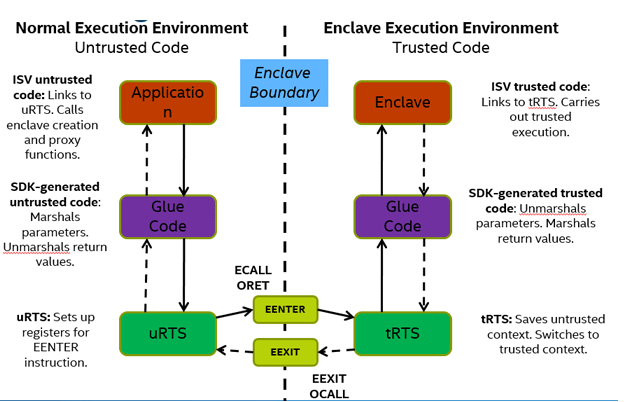 Normal Execution Environment
Untrusted Code
Enclave Execution Environment
Trusted Code
ISV untrusted
code: Links to
uRTS. Calls
enclave creation
and proxy
functions.
Applicatio
n
Enclave
Boundary
Enclave
ISV trusted code:
Links to tRTS. Carries
out trusted
execution.
SDK-generated
untrusted code:
Marshals
parameters.
Unmarshals return
values.
Glue
Code
Glue
Code
SDK-generated trusted
code: Unmarshals
parameters. Marshals
return values.
ECALL
ORET
uRTS: Sets up
registers for
EENTER
instruction.
uRTS
EENTER
EEXIT
tRTS
tRTS: Saves untrusted
context. Switches to
trusted context.
EEXIT
OCALL